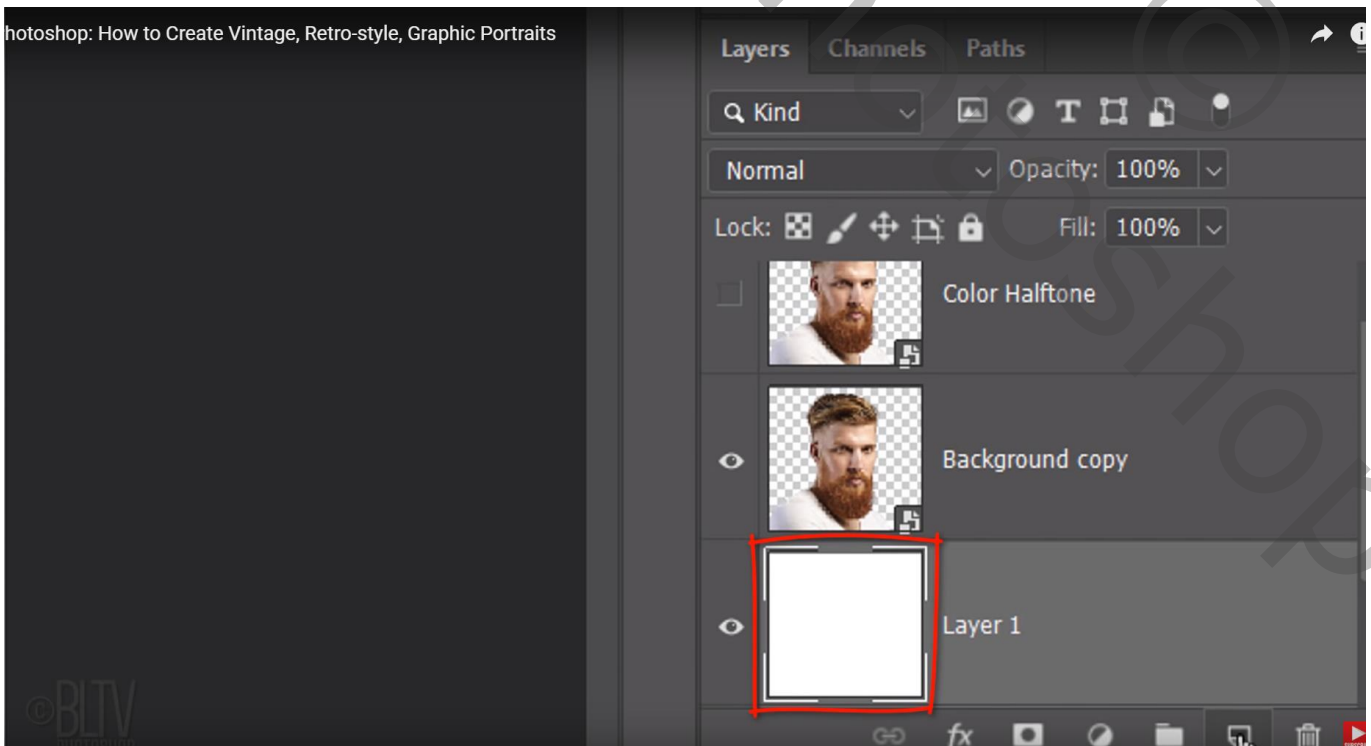 hotoshop: How to Create Vintage, Retro-style, Graphic Portraits
Layers Channels Paths
Kind
Normal Opacity: 100%
Lock: Fill: 100%
Color Halftone
Background copy
Layer 1
fx
©BLTV